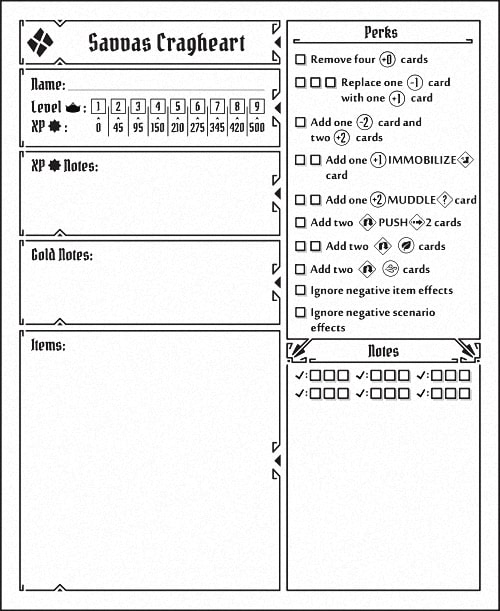 Savvas Cragheart
Name:
Level : 1 2 3 4 5 6 7 8 9
XP : 0 45 95 150 210 275 345 420 500
XP Notes:
Gold Notes:
Items:
Perks
Remove four +0 cards
Replace one -1 card
with one +1 card
Add one -2 card and
two +2 cards
Add one +1 IMMOBILIZE
card
Add one +2 MUDDLE ? card
Add two PUSH 2 cards
Add two cards
Add two cards
Ignore negative item effects
Ignore negative scenario
effects
Notes
✓: ✓: ✓:
✓: ✓: ✓: